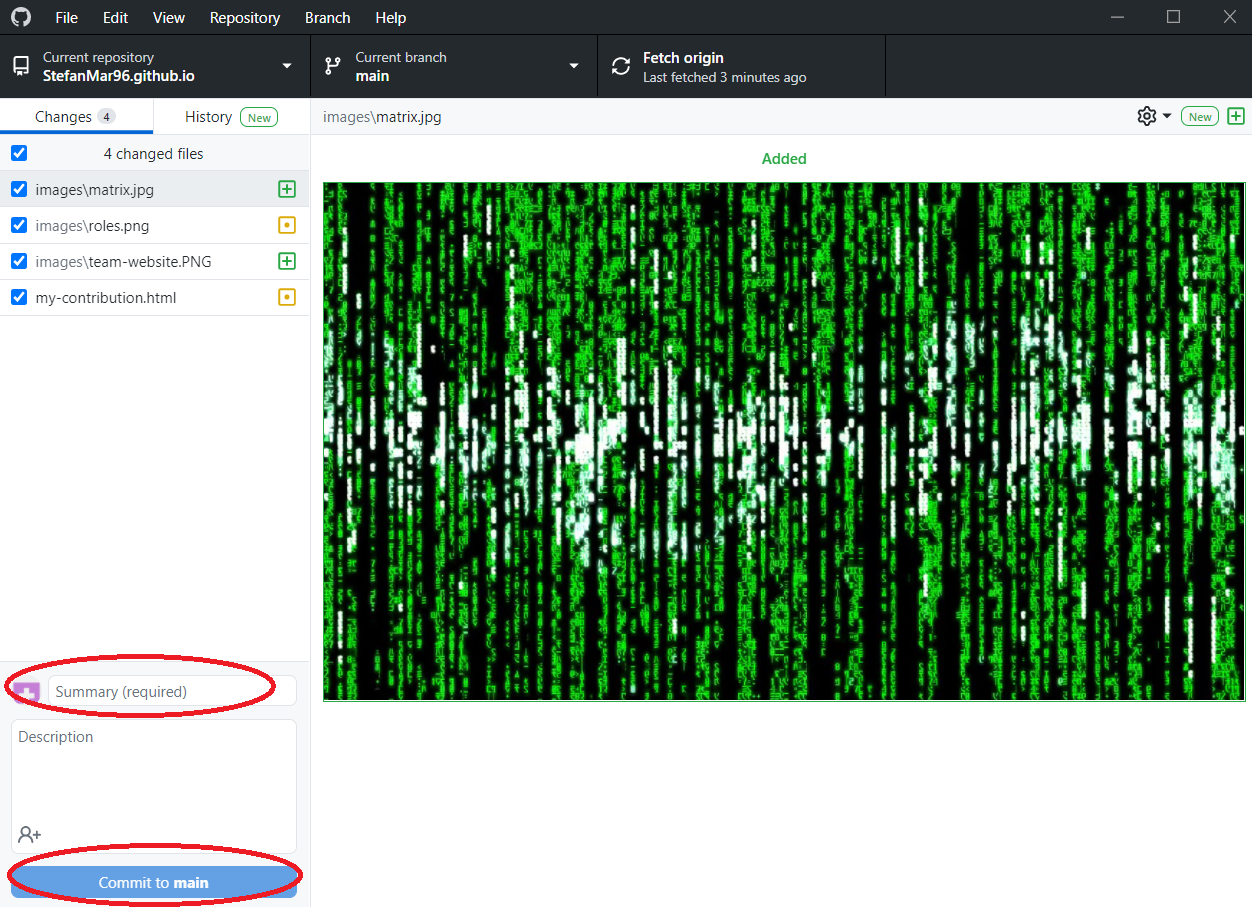 File Edit View Repository Branch Help
Current repository
StefanMar96.github.io
Current branch
main
Fetch origin
Last fetched 3 minutes ago
Changes 4
History New
images\matrix.jpg
New
4 changed files
images\matrix.jpg
images\roles.png
images\team-website.PNG
my-contribution.html
Added
Summary (required)
Description
Commit to main